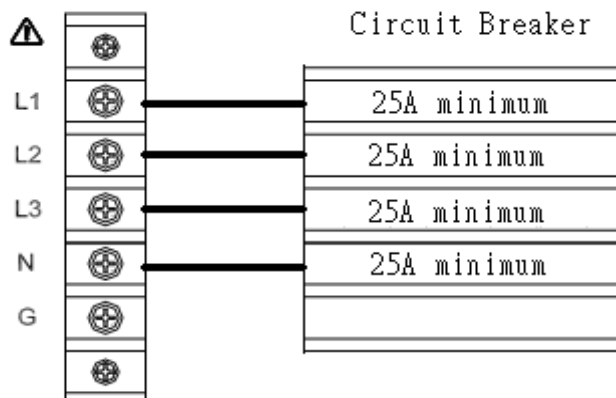 Circuit Breaker
L1 25A minimum
L2 25A minimum
L3 25A minimum
N 25A minimum
G